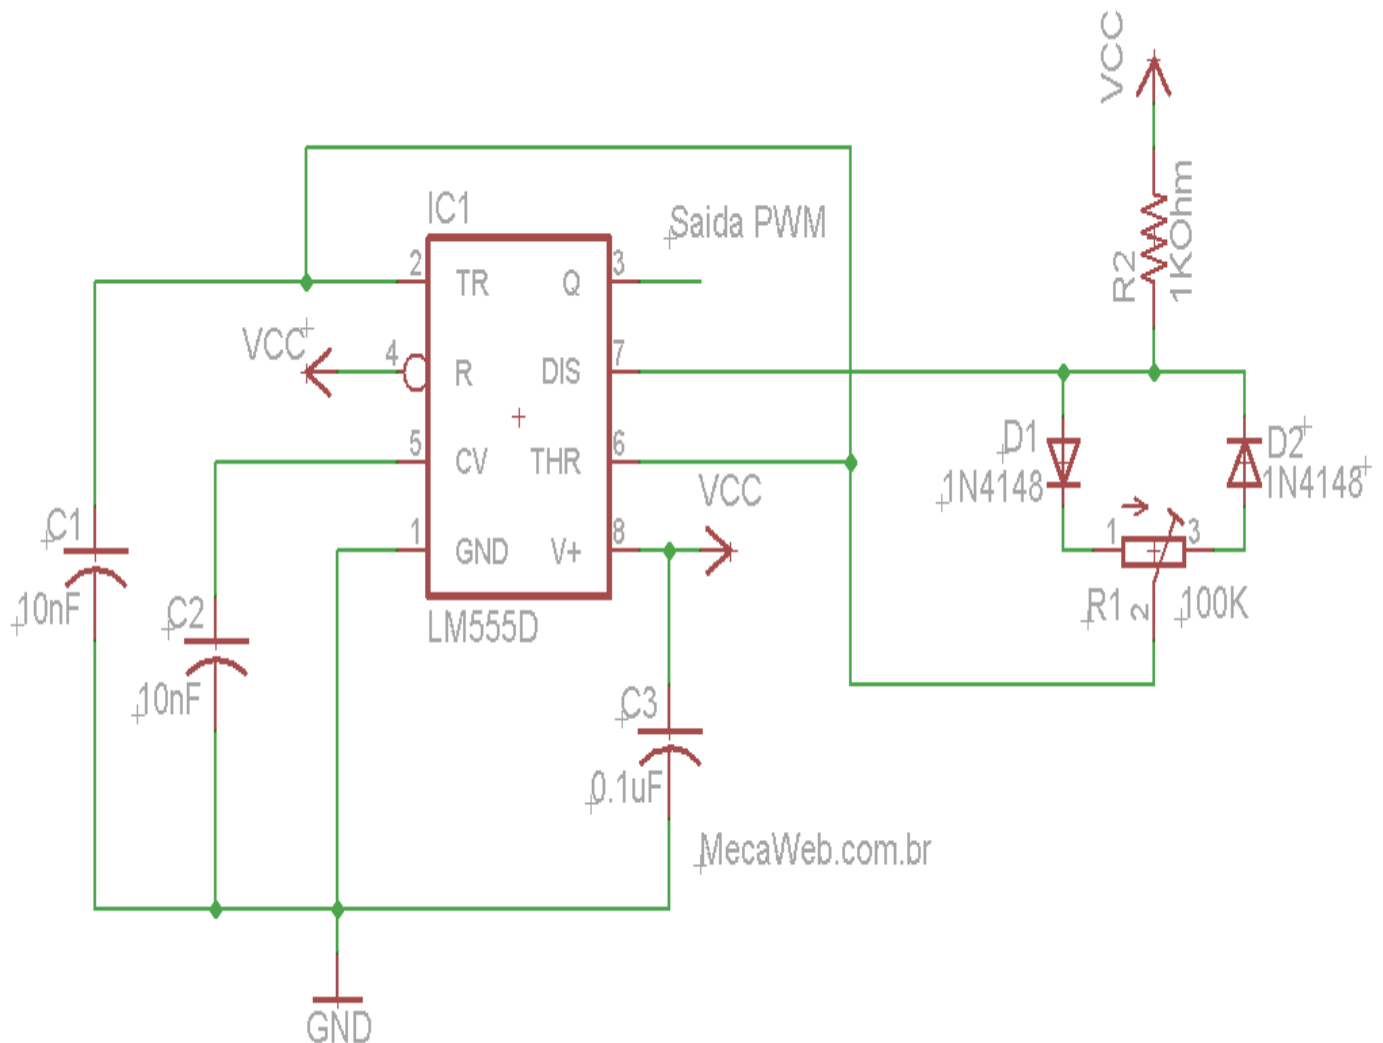 VCC
R2
1KOhm
IC1
Saida PWM
2
TR
Q
3
VCC
4
R
DIS
7
5
CV
THR
6
VCC
1
GND
V+
8
LM555D
D1
1N4148
D2
1N4148
1
3
R1
2
100K
C1
10nF
C2
10nF
C3
0.1uF
MecaWeb.com.br
GND